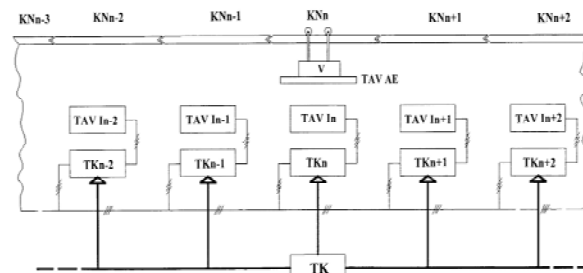 KNn-3 KNn-2 KNn-1 KNn KNn+1 KNn+2
V
TAV AE
TAV In-2 TAV In-1 TAV In TAV In+1 TAV In+2
TKn-2 TKn-1 TKn TKn+1 TKn+2
TK